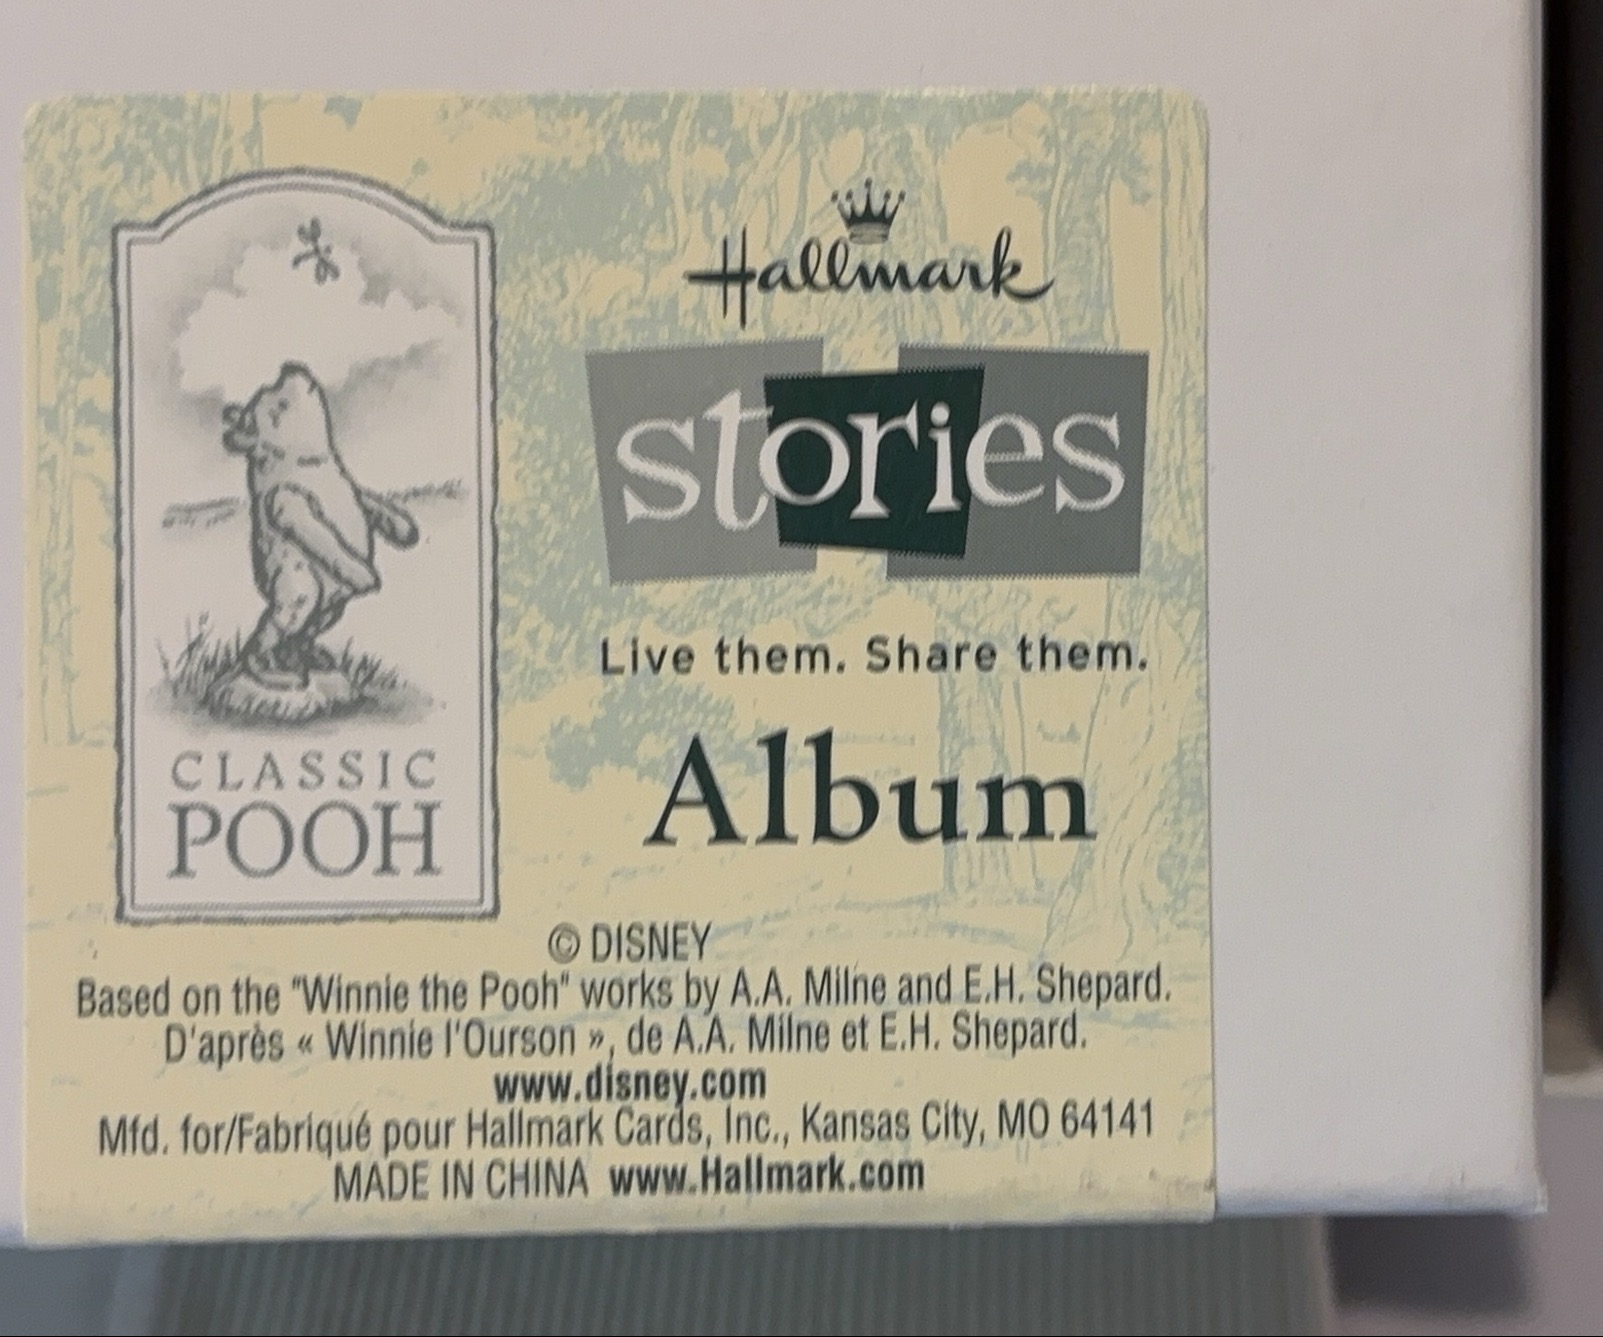 Hallmark
stories
Live them. Share them.
Album
CLASSIC
POOH
© DISNEY
Based on the "Winnie the Pooh" works by A.A. Milne and E.H. Shepard.
D'après « Winnie l'Ourson », de A.A. Milne et E.H. Shepard.
www.disney.com
Mfd. for/Fabriqué pour Hallmark Cards, Inc., Kansas City, MO 64141
MADE IN CHINA www.Hallmark.com